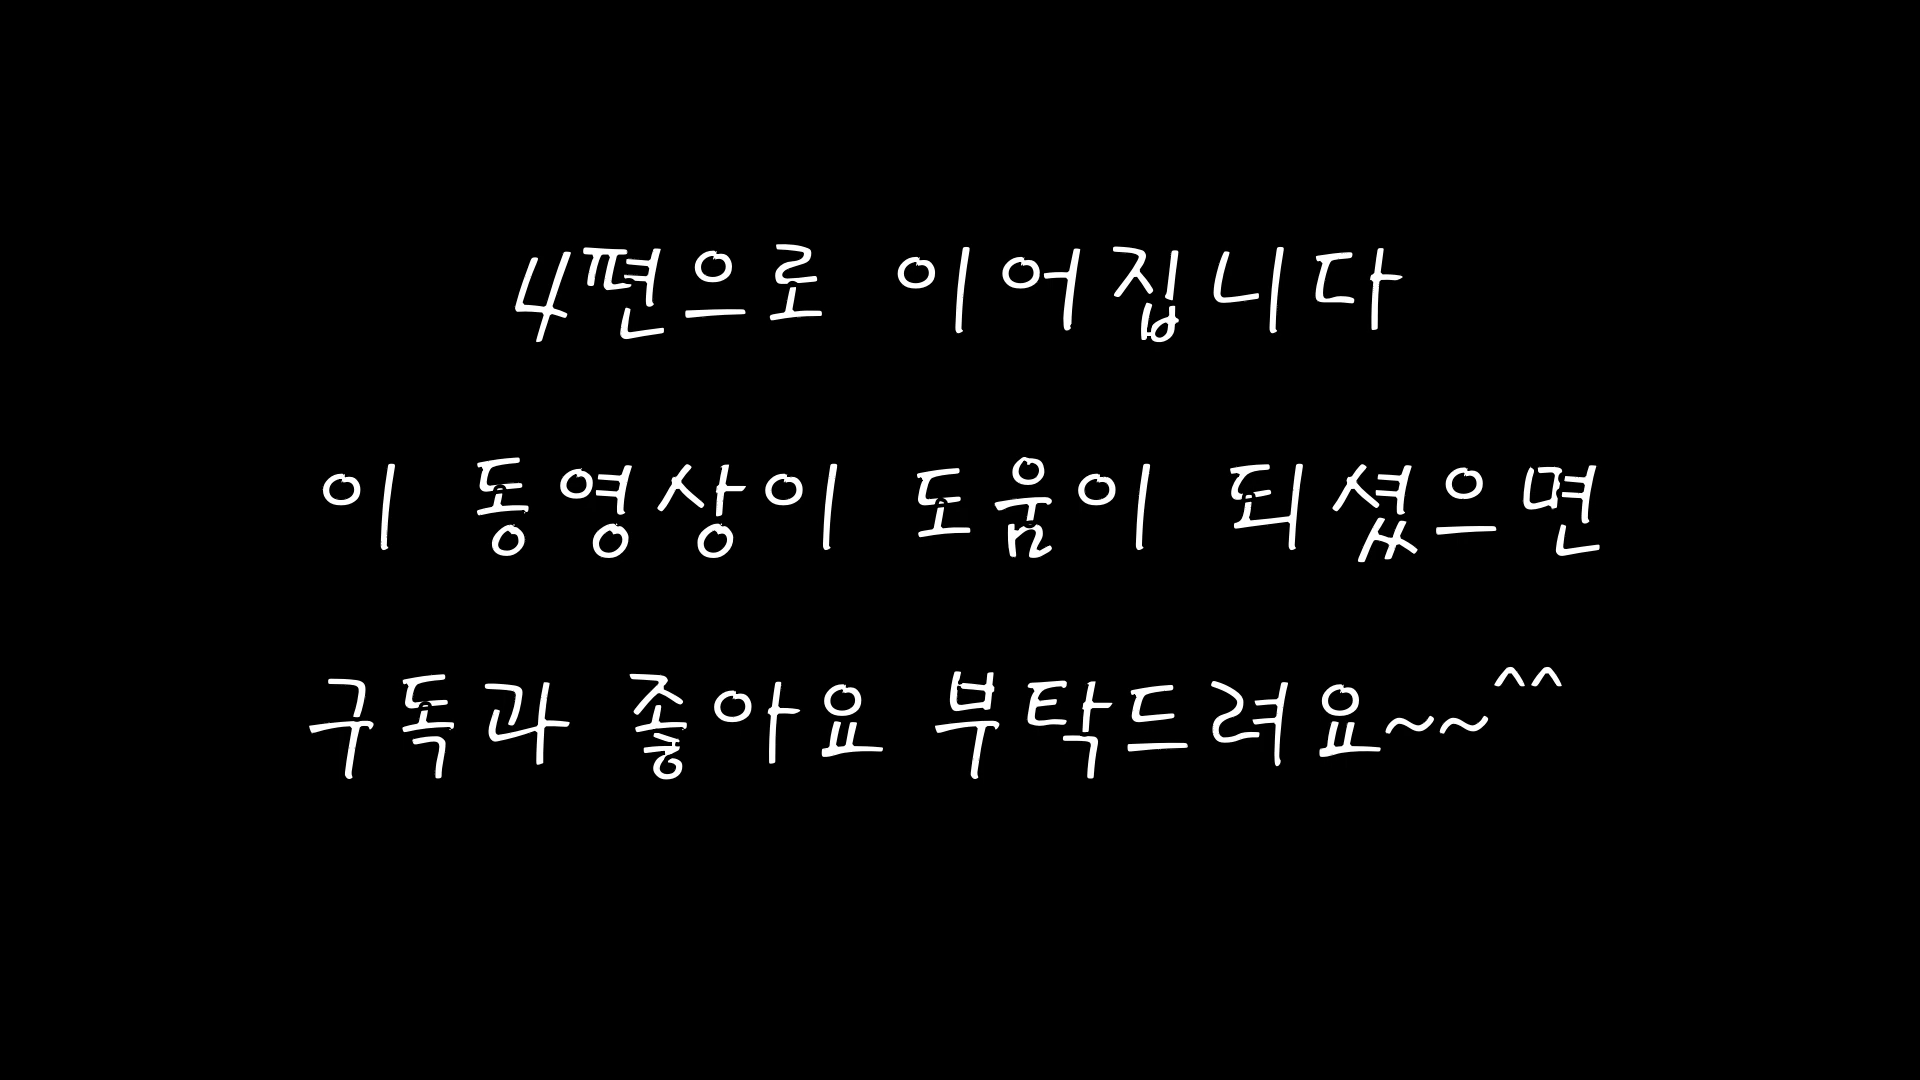 4편으로 이어집니다
이 동영상이 도움이 되셨으면
구독과 좋아요 부탁드려요~~^^